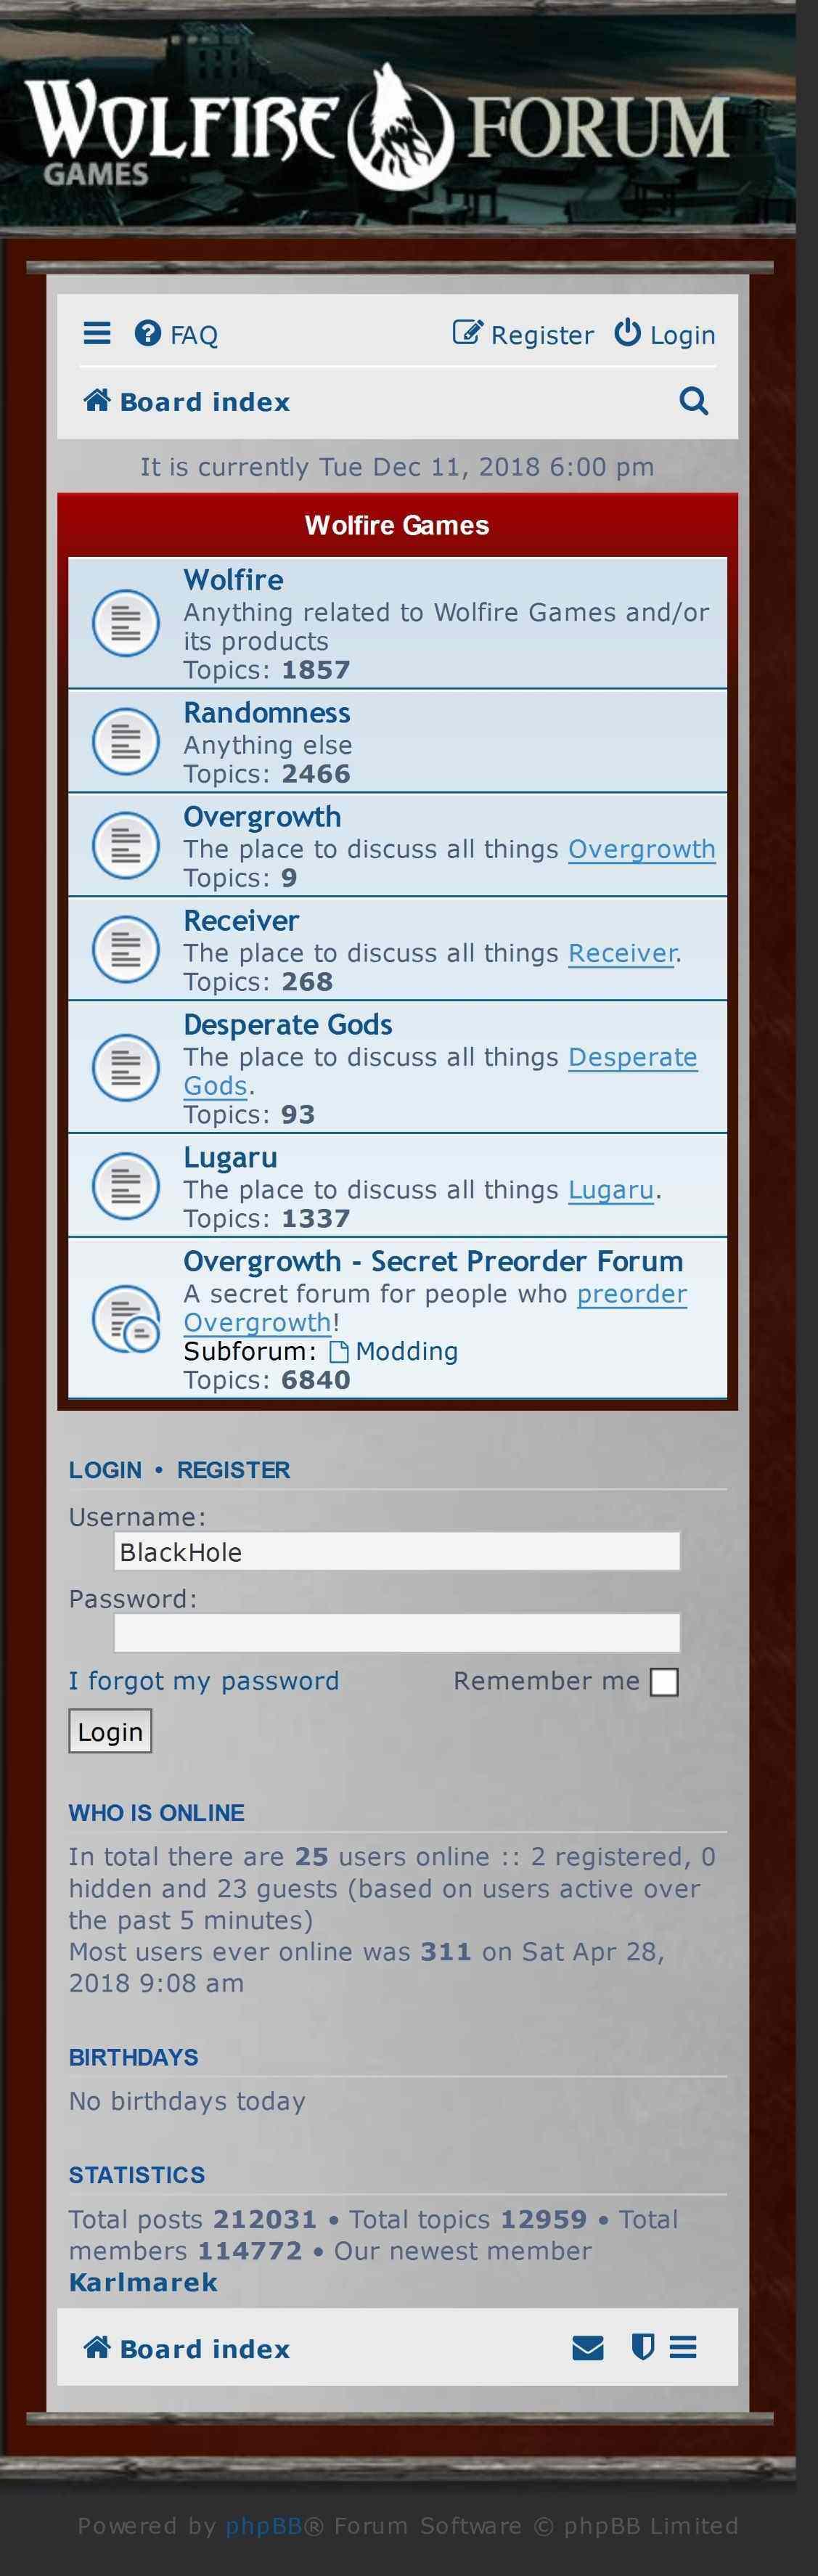 WOLFIRE FORUM
GAMES
FAQ Register Login
Board index
It is currently Tue Dec 11, 2018 6:00 pm
Wolfire Games
Wolfire
Anything related to Wolfire Games and/or
its products
Topics: 1857
Randomness
Anything else
Topics: 2466
Overgrowth
The place to discuss all things Overgrowth
Topics: 9
Receiver
The place to discuss all things Receiver.
Topics: 268
Desperate Gods
The place to discuss all things Desperate
Gods.
Topics: 93
Lugaru
The place to discuss all things Lugaru.
Topics: 1337
Overgrowth - Secret Preorder Forum
A secret forum for people who preorder
Overgrowth!
Subforum: Modding
Topics: 6840
LOGIN • REGISTER
Username:
BlackHole
Password:
I forgot my password Remember me
Login
WHO IS ONLINE
In total there are 25 users online :: 2 registered, 0
hidden and 23 guests (based on users active over
the past 5 minutes)
Most users ever online was 311 on Sat Apr 28,
2018 9:08 am
BIRTHDAYS
No birthdays today
STATISTICS
Total posts 212031 • Total topics 12959 • Total
members 114772 • Our newest member
Karlmarek
Board index
Powered by phpBB® Forum Software © phpBB Limited